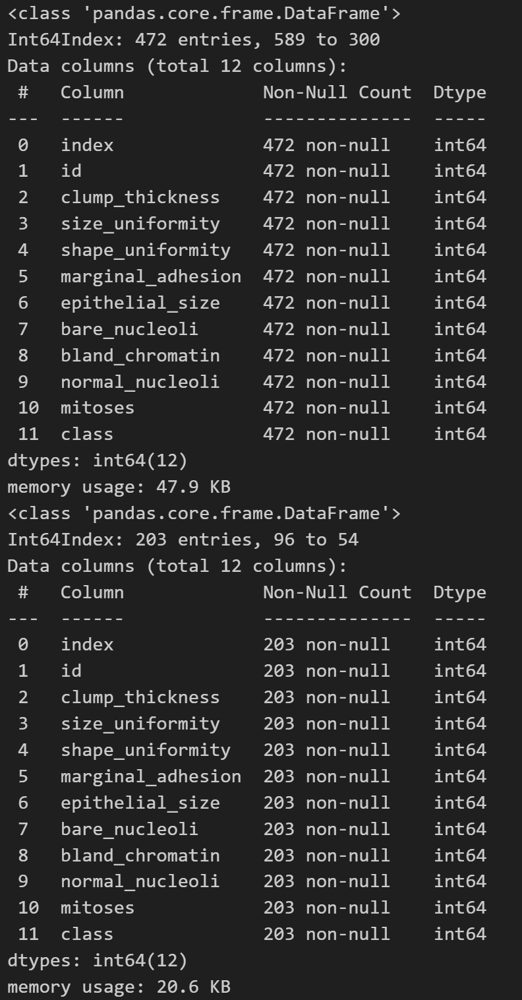 <class 'pandas.core.frame.DataFrame'>
Int64Index: 472 entries, 589 to 300
Data columns (total 12 columns):
 #   Column             Non-Null Count  Dtype
---  ------             --------------  -----
 0   index              472 non-null    int64
 1   id                 472 non-null    int64
 2   clump_thickness    472 non-null    int64
 3   size_uniformity    472 non-null    int64
 4   shape_uniformity   472 non-null    int64
 5   marginal_adhesion  472 non-null    int64
 6   epithelial_size    472 non-null    int64
 7   bare_nucleoli      472 non-null    int64
 8   bland_chromatin    472 non-null    int64
 9   normal_nucleoli    472 non-null    int64
 10  mitoses            472 non-null    int64
 11  class              472 non-null    int64
dtypes: int64(12)
memory usage: 47.9 KB
<class 'pandas.core.frame.DataFrame'>
Int64Index: 203 entries, 96 to 54
Data columns (total 12 columns):
 #   Column             Non-Null Count  Dtype
---  ------             --------------  -----
 0   index              203 non-null    int64
 1   id                 203 non-null    int64
 2   clump_thickness    203 non-null    int64
 3   size_uniformity    203 non-null    int64
 4   shape_uniformity   203 non-null    int64
 5   marginal_adhesion  203 non-null    int64
 6   epithelial_size    203 non-null    int64
 7   bare_nucleoli      203 non-null    int64
 8   bland_chromatin    203 non-null    int64
 9   normal_nucleoli    203 non-null    int64
 10  mitoses            203 non-null    int64
 11  class              203 non-null    int64
dtypes: int64(12)
memory usage: 20.6 KB